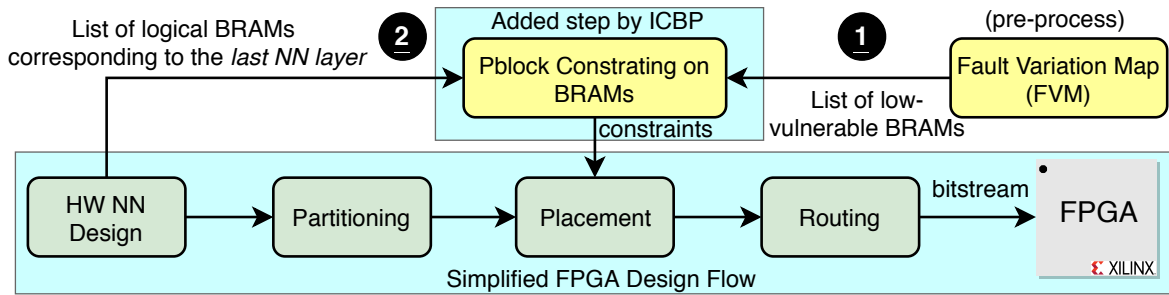 List of logical BRAMs
corresponding to the last NN layer
2
Added step by ICBP
Pblock Constrating on
BRAMs
1
(pre-process)
Fault Variation Map
(FVM)
List of low-
vulnerable BRAMs
constraints
HW NN
Design
Partitioning
Placement
Routing
bitstream
FPGA
XILINX
Simplified FPGA Design Flow